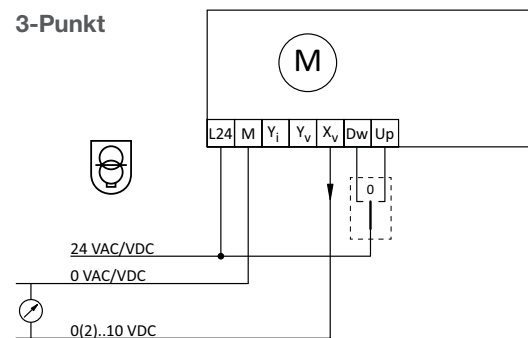 3-Punkt
M
L24 M Yi Yv Xv Dw Up
0
24 VAC/VDC
0 VAC/VDC
0(2)..10 VDC